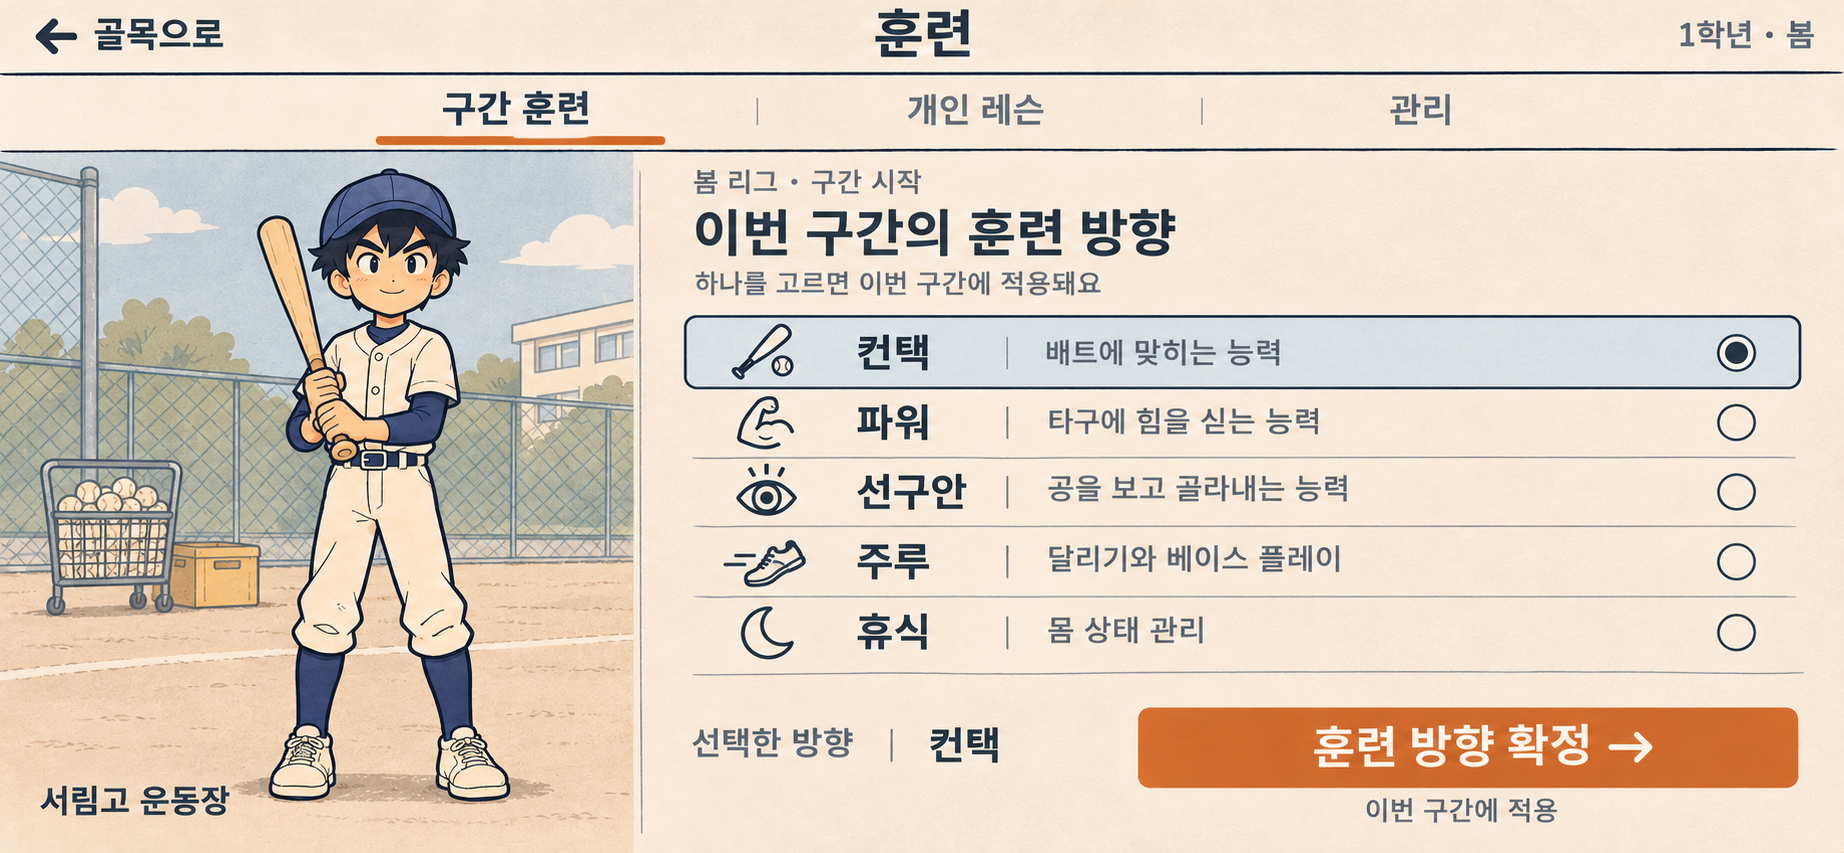 골목으로
훈련
1학년 · 봄
구간 훈련 | 개인 레슨 | 관리
봄 리그 · 구간 시작
이번 구간의 훈련 방향
하나를 고르면 이번 구간에 적용돼요
컨택 | 배트에 맞히는 능력
파워 | 타구에 힘을 싣는 능력
선구안 | 공을 보고 골라내는 능력
주루 | 달리기와 베이스 플레이
휴식 | 몸 상태 관리
선택한 방향 | 컨택
훈련 방향 확정 →
이번 구간에 적용
서림고 운동장